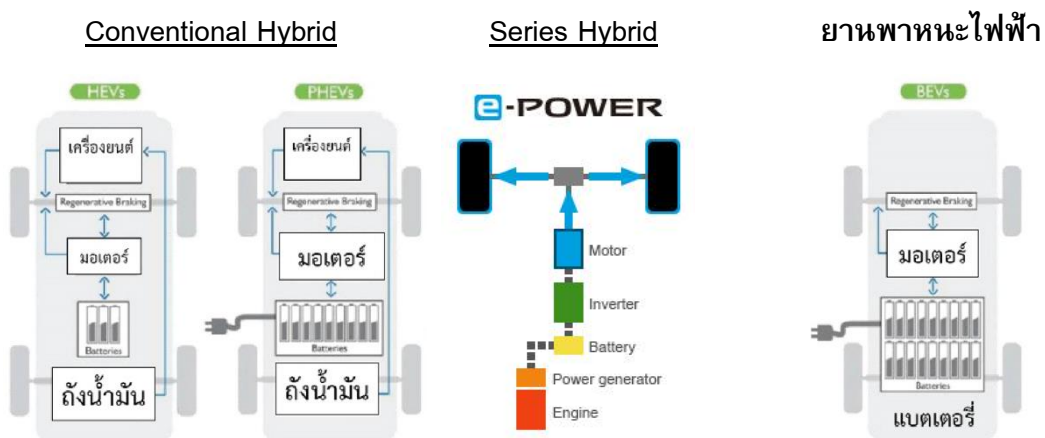 Conventional Hybrid
Series Hybrid
ยานพาหนะไฟฟ้า
HEVs
เครื่องยนต์
Regenerative Braking
มอเตอร์
Batteries
ถังน้ำมัน
PHEVs
เครื่องยนต์
Regenerative Braking
มอเตอร์
Batteries
ถังน้ำมัน
e-POWER
Motor
Inverter
Battery
Power generator
Engine
BEVs
Regenerative Braking
มอเตอร์
Batteries
แบตเตอรี่